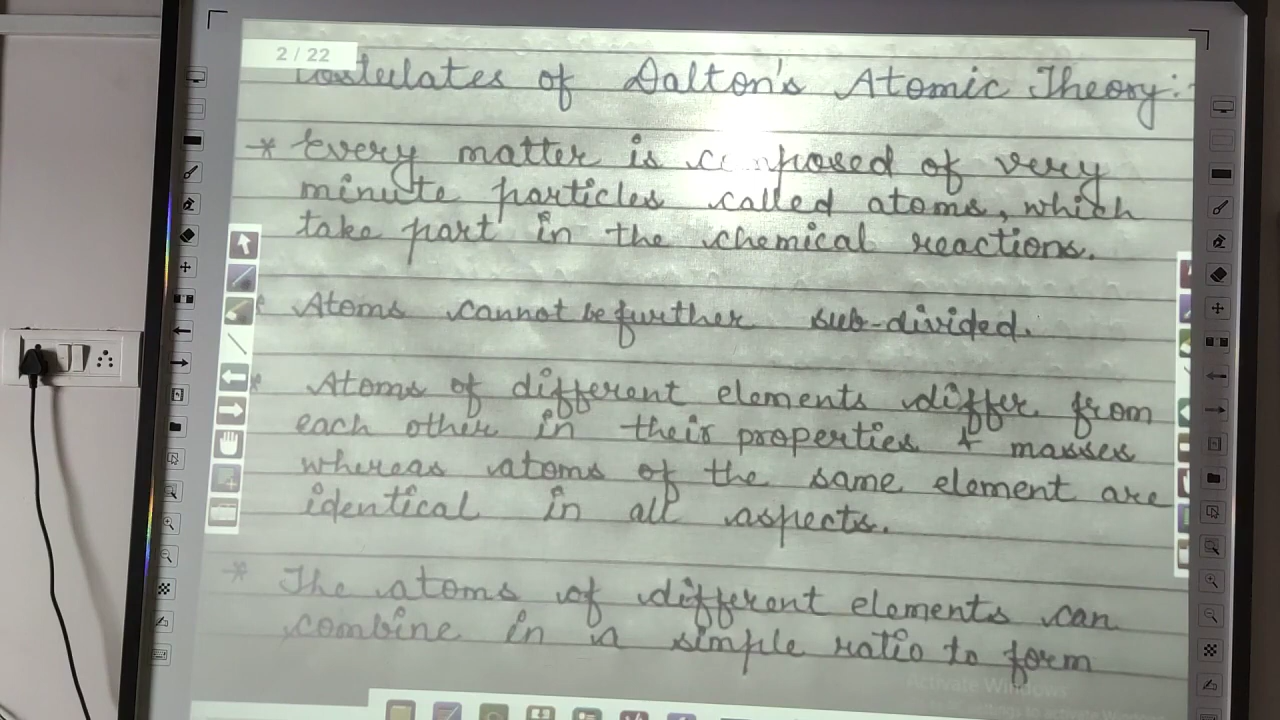 2 / 22
Postulates of Dalton's Atomic Theory:-
* Every matter is composed of very
minute particles called atoms, which
take part in the chemical reactions.
* Atoms cannot be further sub-divided.
* Atoms of different elements differ from
each other in their properties & masses
whereas atoms of the same element are
identical in all aspects.
* The atoms of different elements can
combine in a simple ratio to form
Activate Windows